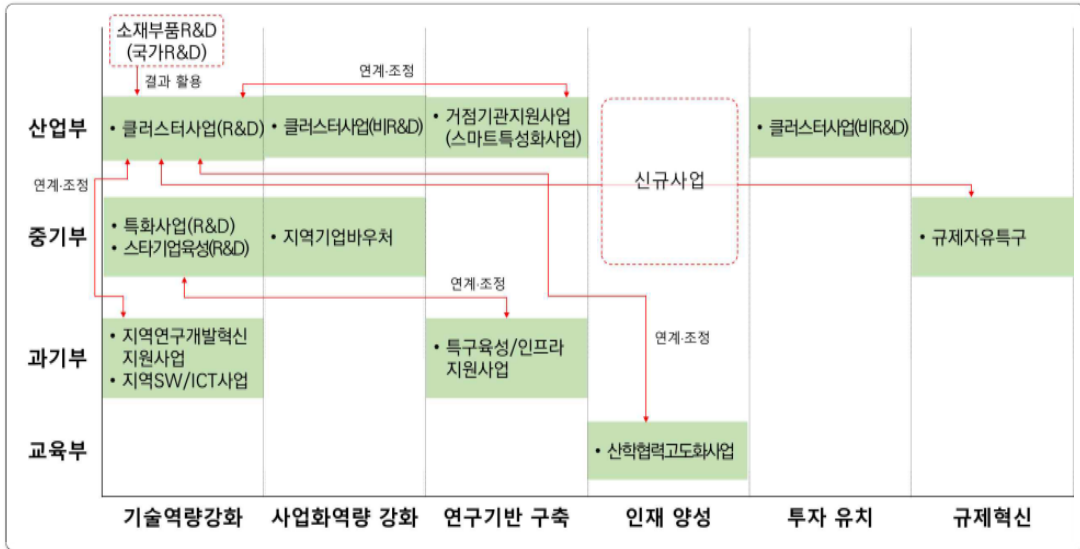 소재부품R&D
(국가R&D)
결과 활용
연계·조정
산업부
• 클러스터사업(R&D)
• 클러스터사업(비R&D)
• 거점기관지원사업
(스마트특성화사업)
• 클러스터사업(비R&D)
연계·조정
신규사업
중기부
• 특화사업(R&D)
• 스타기업육성(R&D)
• 지역기업바우처
• 규제자유특구
연계·조정
과기부
• 지역연구개발혁신
지원사업
• 지역SW/ICT사업
• 특구육성/인프라
지원사업
연계·조정
교육부
• 산학협력고도화사업
기술역량강화
사업화역량 강화
연구기반 구축
인재 양성
투자 유치
규제혁신